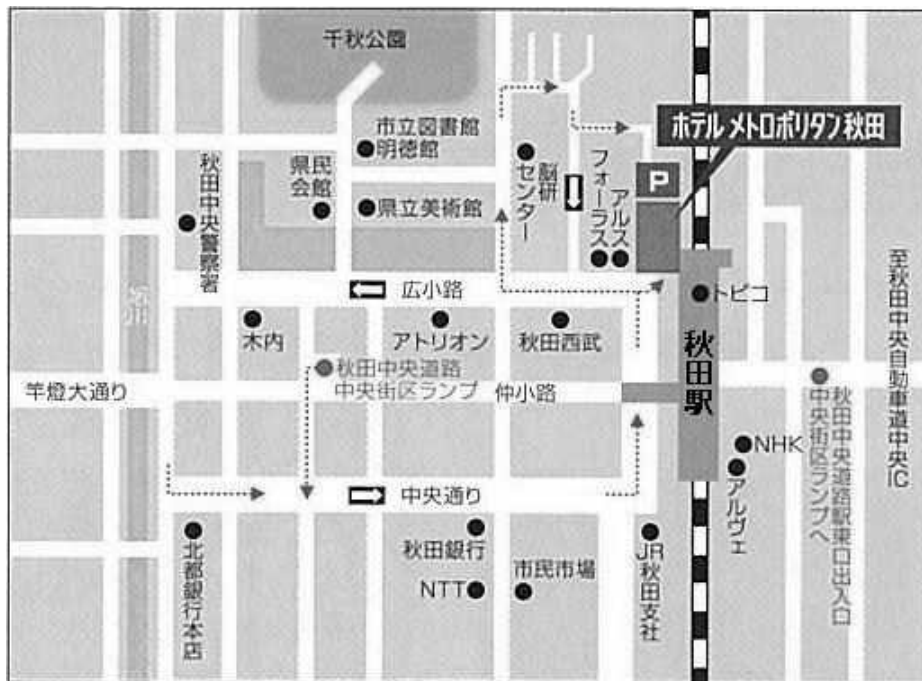 千秋公園
市立図書館
明徳館
県民
会館
県立美術館
秋田中央警察署
脳研
センター
フォーラス
アルス
P
ホテル メトロポリタン秋田
広小路
トピコ
木内
アトリオン
秋田西武
秋田駅
至秋田中央自動車道中央IC
秋田中央道路
中央街区ランプ
竿燈大通り
仲小路
秋田中央道路駅東口出入口
中央街区ランプへ
NHK
アルヴェ
中央通り
北都銀行本店
秋田銀行
NTT
市民市場
JR秋田支社